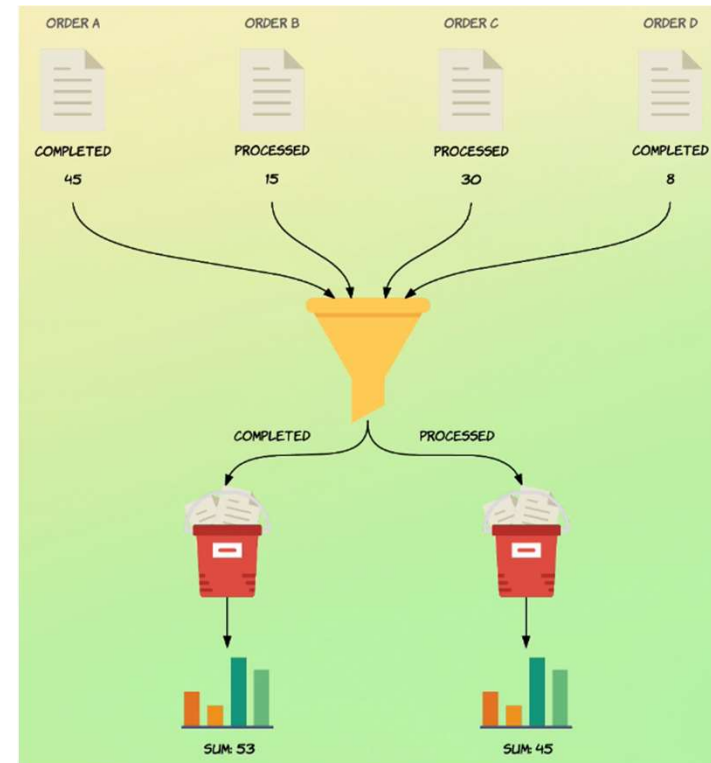 ORDER A
ORDER B
ORDER C
ORDER D
COMPLETED
PROCESSED
PROCESSED
COMPLETED
45
15
30
8
COMPLETED
PROCESSED
SUM: 53
SUM: 45